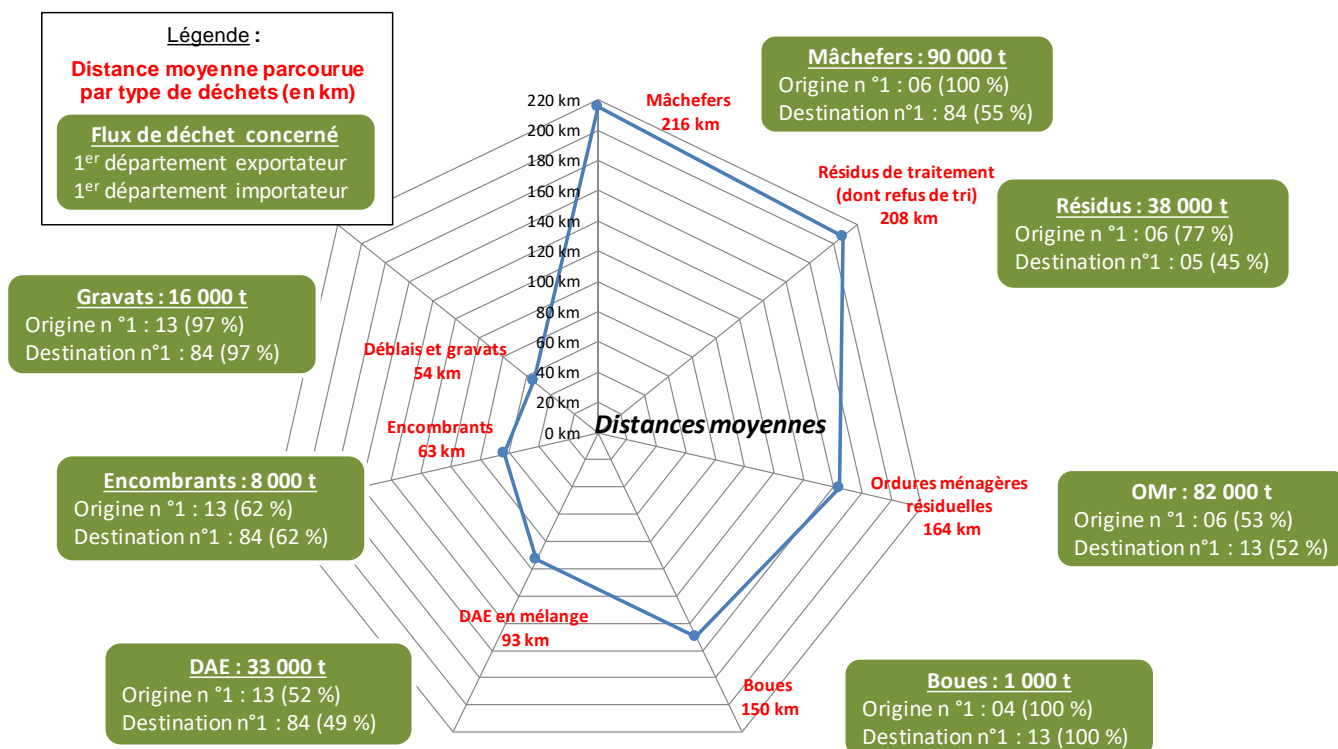 Légende :
Distance moyenne parcourue
par type de déchets (en km)
Flux de déchet concerné
1er département exportateur
1er département importateur
Mâchefers : 90 000 t
Origine n °1 : 06 (100 %)
Destination n°1 : 84 (55 %)
Mâchefers
216 km
Résidus de traitement
(dont refus de tri)
208 km
Résidus : 38 000 t
Origine n °1 : 06 (77 %)
Destination n°1 : 05 (45 %)
220 km
200 km
180 km
160 km
140 km
120 km
100 km
80 km
60 km
40 km
20 km
0 km
Distances moyennes
Gravats : 16 000 t
Origine n °1 : 13 (97 %)
Destination n°1 : 84 (97 %)
Déblais et gravats
54 km
Encombrants
63 km
Encombrants : 8 000 t
Origine n °1 : 13 (62 %)
Destination n°1 : 84 (62 %)
Ordures ménagères
résiduelles
164 km
OMr : 82 000 t
Origine n °1 : 06 (53 %)
Destination n°1 : 13 (52 %)
DAE en mélange
93 km
DAE : 33 000 t
Origine n °1 : 13 (52 %)
Destination n°1 : 84 (49 %)
Boues
150 km
Boues : 1 000 t
Origine n °1 : 04 (100 %)
Destination n°1 : 13 (100 %)